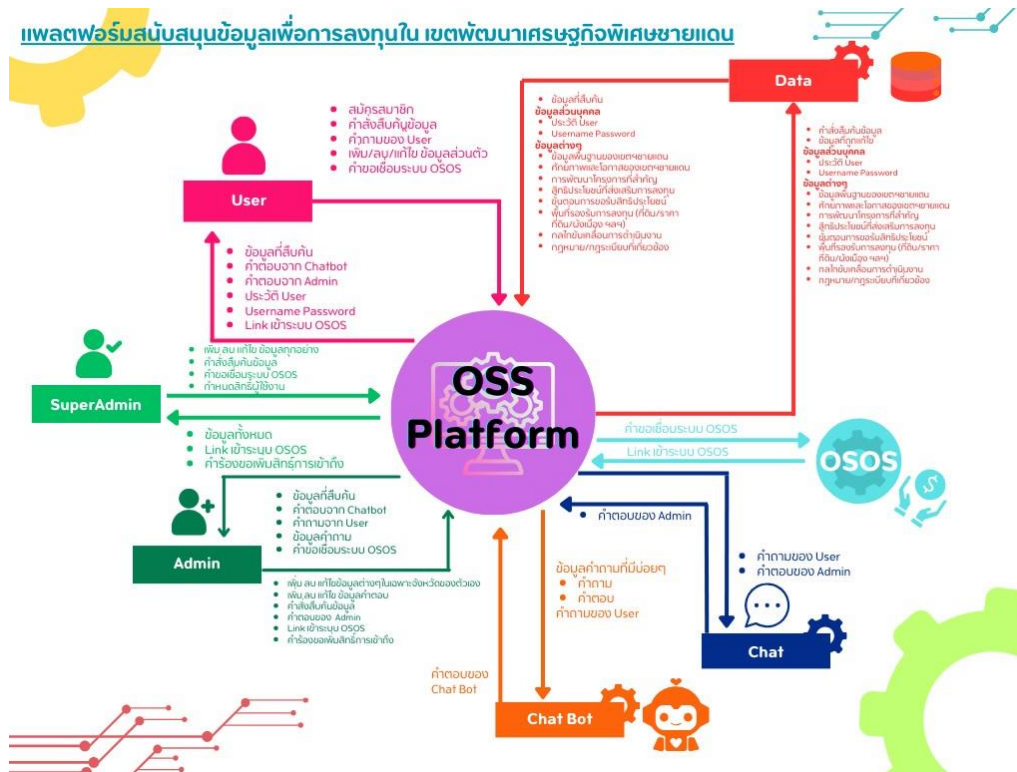 แพลตฟอร์มสนับสนุนข้อมูลเพื่อการลงทุนใน เขตพัฒนาเศรษฐกิจพิเศษชายแดน
• สมัครสมาชิก
• คำสั่งสืบค้นข้อมูล
• คำถามของ User
• เพิ่ม/ลบ/แก้ไข ข้อมูลส่วนตัว
• คำขอเชื่อมระบบ OSOS
User
• ข้อมูลที่สืบค้น
• คำตอบจาก Chatbot
• คำตอบจาก Admin
• ประวัติ User
• Username Password
• Link เข้าระบบ OSOS
Data
• ข้อมูลที่สืบค้น
ข้อมูลส่วนบุคคล
• ประวัติ User
• Username Password
ข้อมูลต่างๆ
• ข้อมูลพื้นฐานของเขตฯชายแดน
• ศักยภาพและโอกาสของเขตฯชายแดน
• การพัฒนาโครงการที่สำคัญ
• สิทธิประโยชน์ที่ส่งเสริมการลงทุน
• ขั้นตอนการขอรับสิทธิประโยชน์
• พื้นที่รองรับการลงทุน (ที่ดิน/ราคา
ที่ดิน/ผังเมือง ฯลฯ)
• กลไกขับเคลื่อนการดำเนินงาน
• กฎหมาย/กฎระเบียบที่เกี่ยวข้อง
• คำสั่งสืบค้นข้อมูล
• ข้อมูลที่ถูกแก้ไข
ข้อมูลส่วนบุคคล
• ประวัติ User
• Username Password
ข้อมูลต่างๆ
• ข้อมูลพื้นฐานของเขตฯชายแดน
• ศักยภาพและโอกาสของเขตฯชายแดน
• การพัฒนาโครงการที่สำคัญ
• สิทธิประโยชน์ที่ส่งเสริมการลงทุน
• ขั้นตอนการขอรับสิทธิประโยชน์
• พื้นที่รองรับการลงทุน (ที่ดิน/ราคา
ที่ดิน/ผังเมือง ฯลฯ)
• กลไกขับเคลื่อนการดำเนินงาน
• กฎหมาย/กฎระเบียบที่เกี่ยวข้อง
SuperAdmin
• เพิ่ม ลบ แก้ไข ข้อมูลทุกอย่าง
• คำสั่งสืบค้นข้อมูล
• คำขอเชื่อมระบบ OSOS
• กำหนดสิทธิ์ผู้ใช้งาน
• ข้อมูลทั้งหมด
• Link เข้าระบบ OSOS
• คำร้องขอเพิ่มสิทธิ์การเข้าถึง
OSS
Platform
คำขอเชื่อมระบบ OSOS
Link เข้าระบบ OSOS
OSOS
Admin
• ข้อมูลที่สืบค้น
• คำตอบจาก Chatbot
• คำถามจาก User
• ข้อมูลคำถาม
• คำขอเชื่อมระบบ OSOS
• เพิ่ม ลบ แก้ไขข้อมูลต่างๆในเฉพาะจังหวัดของตัวเอง
• เพิ่ม ลบ แก้ไข ข้อมูลคำตอบ
• คำสั่งสืบค้นข้อมูล
• คำตอบของ Admin
• Link เข้าระบบ OSOS
• คำร้องขอเพิ่มสิทธิ์การเข้าถึง
• คำตอบของ Admin
• คำถามของ User
• คำตอบของ Admin
Chat
ข้อมูลคำถามที่มีบ่อยๆ
• คำถาม
• คำตอบ
คำถามของ User
คำตอบของ
Chat Bot
Chat Bot